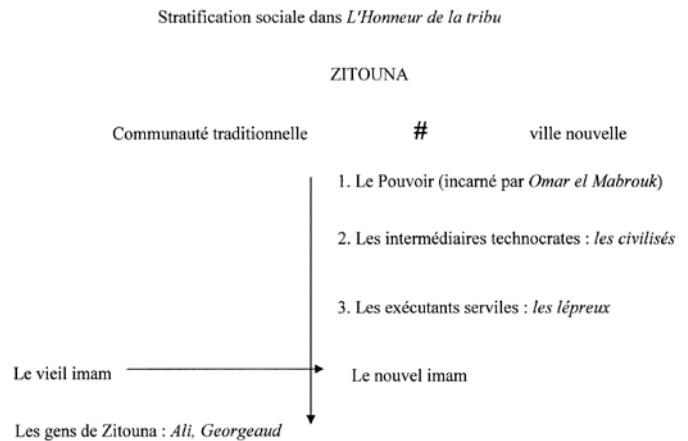 Stratification sociale dans L'Honneur de la tribu
ZITOUNA
Communauté traditionnelle # ville nouvelle
1. Le Pouvoir (incarné par Omar el Mabrouk)
2. Les intermédiaires technocrates : les civilisés
3. Les exécutants serviles : les lépreux
Le vieil imam Le nouvel imam
Les gens de Zitouna : Ali, Georgeaud